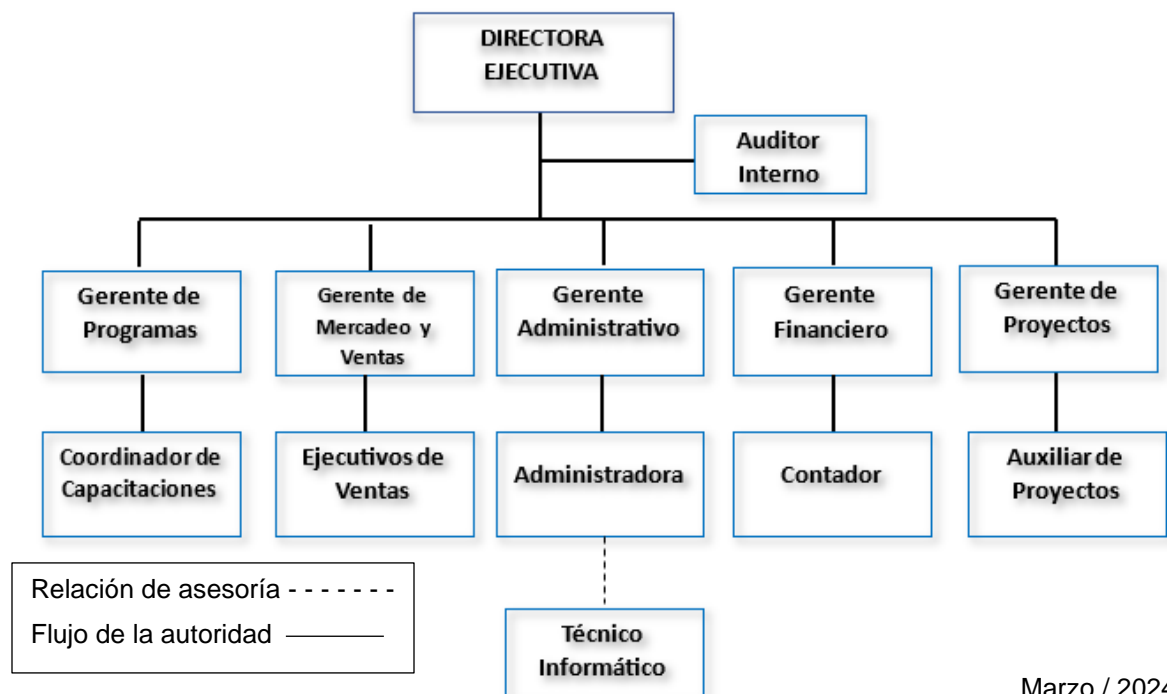 DIRECTORA
EJECUTIVA
Auditor
Interno
Gerente de
Programas
Gerente de
Mercadeo y
Ventas
Gerente
Administrativo
Gerente
Financiero
Gerente de
Proyectos
Coordinador de
Capacitaciones
Ejecutivos de
Ventas
Administradora
Contador
Auxiliar de
Proyectos
Relación de asesoría - - - - - - -
Flujo de la autoridad
Técnico
Informático
Marzo / 2024